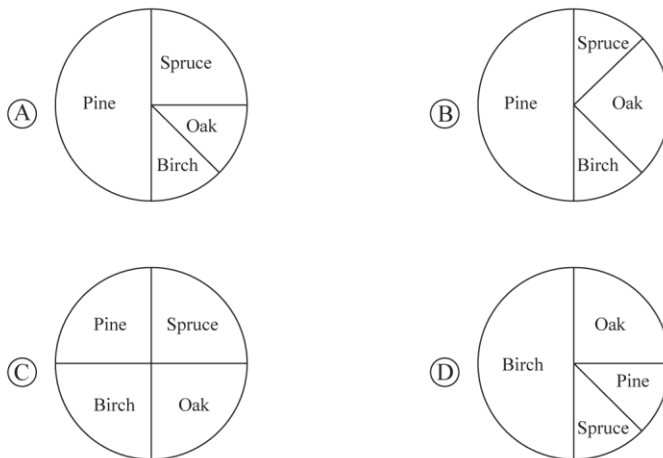 Spruce
Pine
Oak
Birch
A
Spruce
Pine
Oak
Birch
B
Pine
Spruce
Birch
Oak
C
Oak
Birch
Pine
Spruce
D